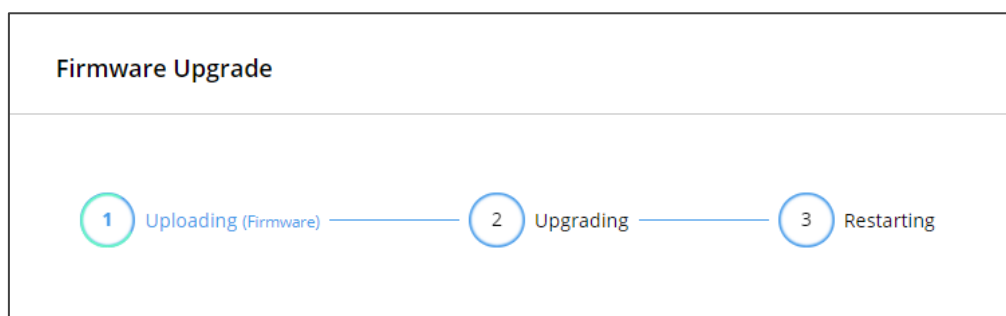 Firmware Upgrade
1 Uploading (Firmware) 2 Upgrading 3 Restarting